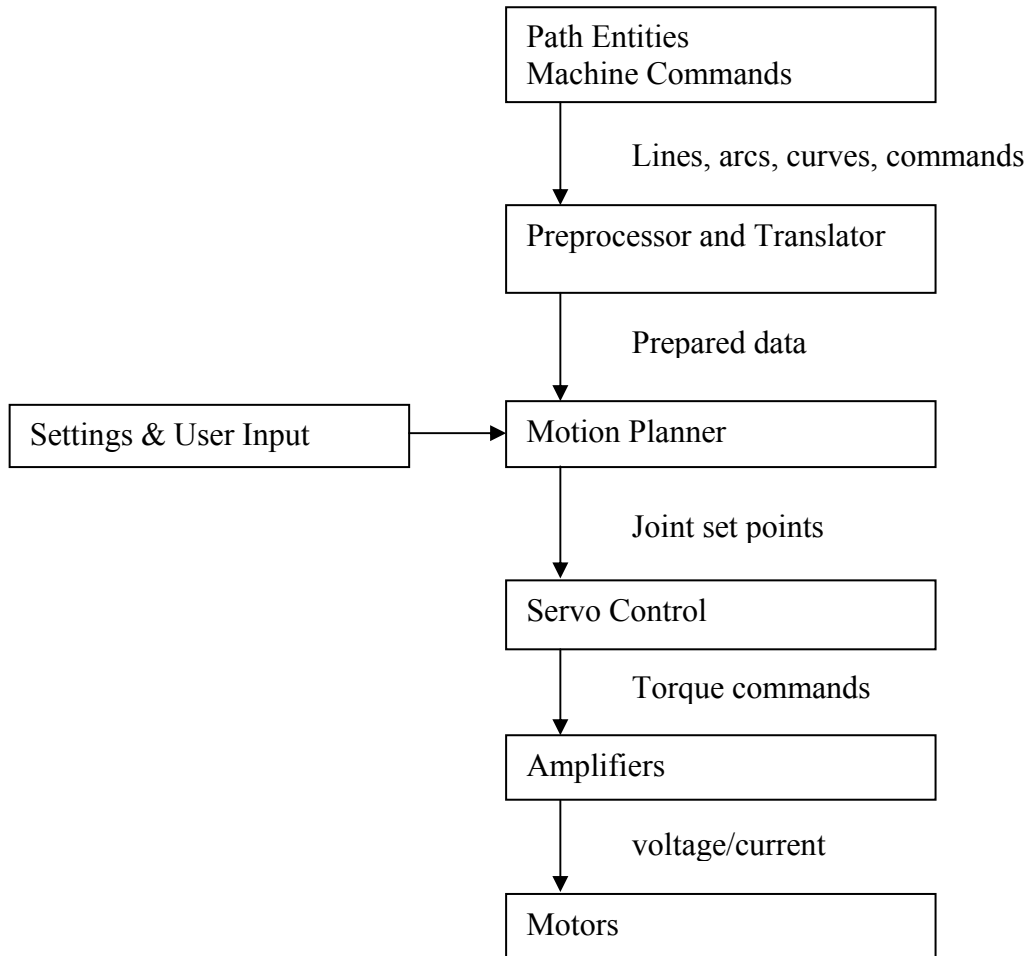 Path Entities
Machine Commands
Lines, arcs, curves, commands
Preprocessor and Translator
Prepared data
Settings & User Input
Motion Planner
Joint set points
Servo Control
Torque commands
Amplifiers
voltage/current
Motors